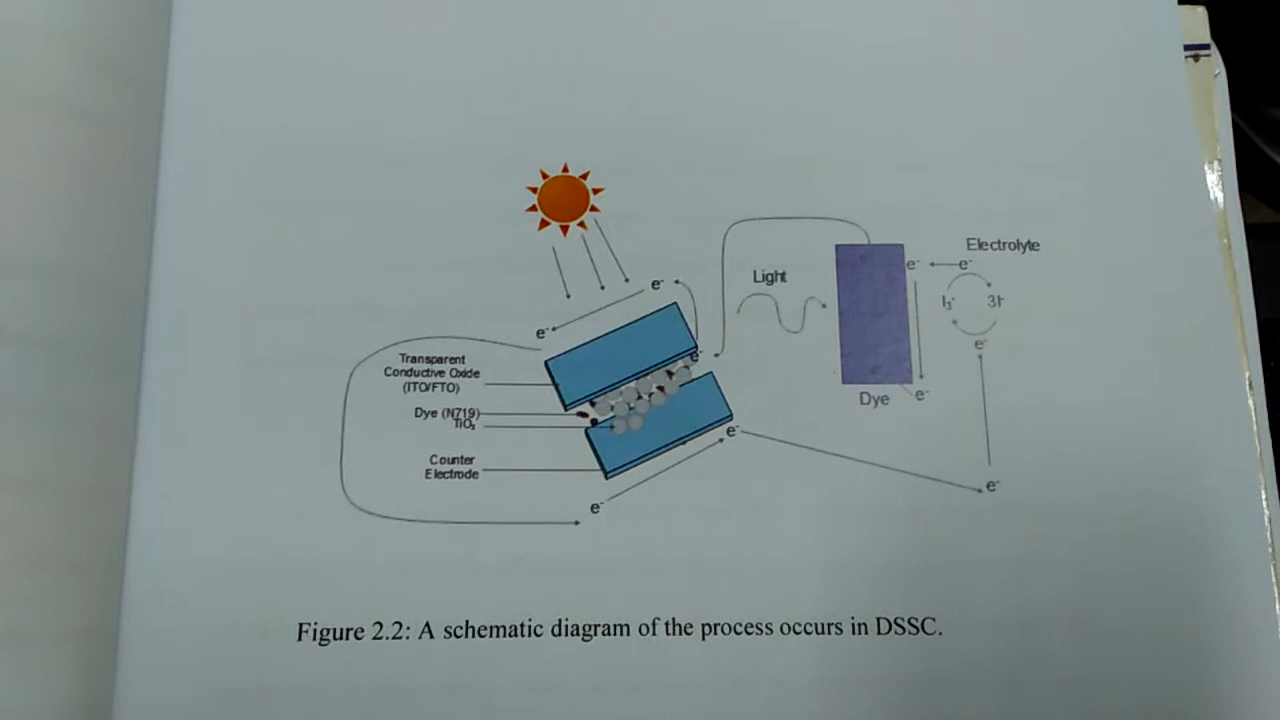 Electrolyte
e⁻
e⁻
Light
e⁻
I₃⁻
3I⁻
e⁻
e⁻
Transparent
Conductive Oxide
(ITO/FTO)
e⁻
Dye
e⁻
Dye (N719)
TiO₂
e⁻
Counter
Electrode
e⁻
e⁻
Figure 2.2: A schematic diagram of the process occurs in DSSC.